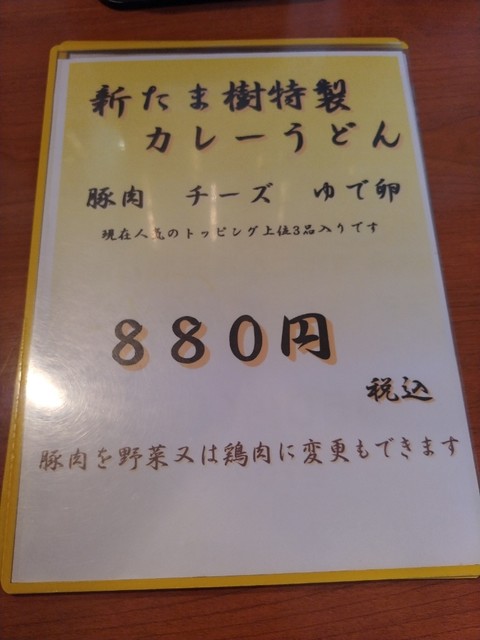 新たま樹特製
カレーうどん
豚肉 チーズ ゆで卵
現在人気のトッピング上位3品入りです
880円
税込
豚肉を野菜又は鶏肉に変更もできます